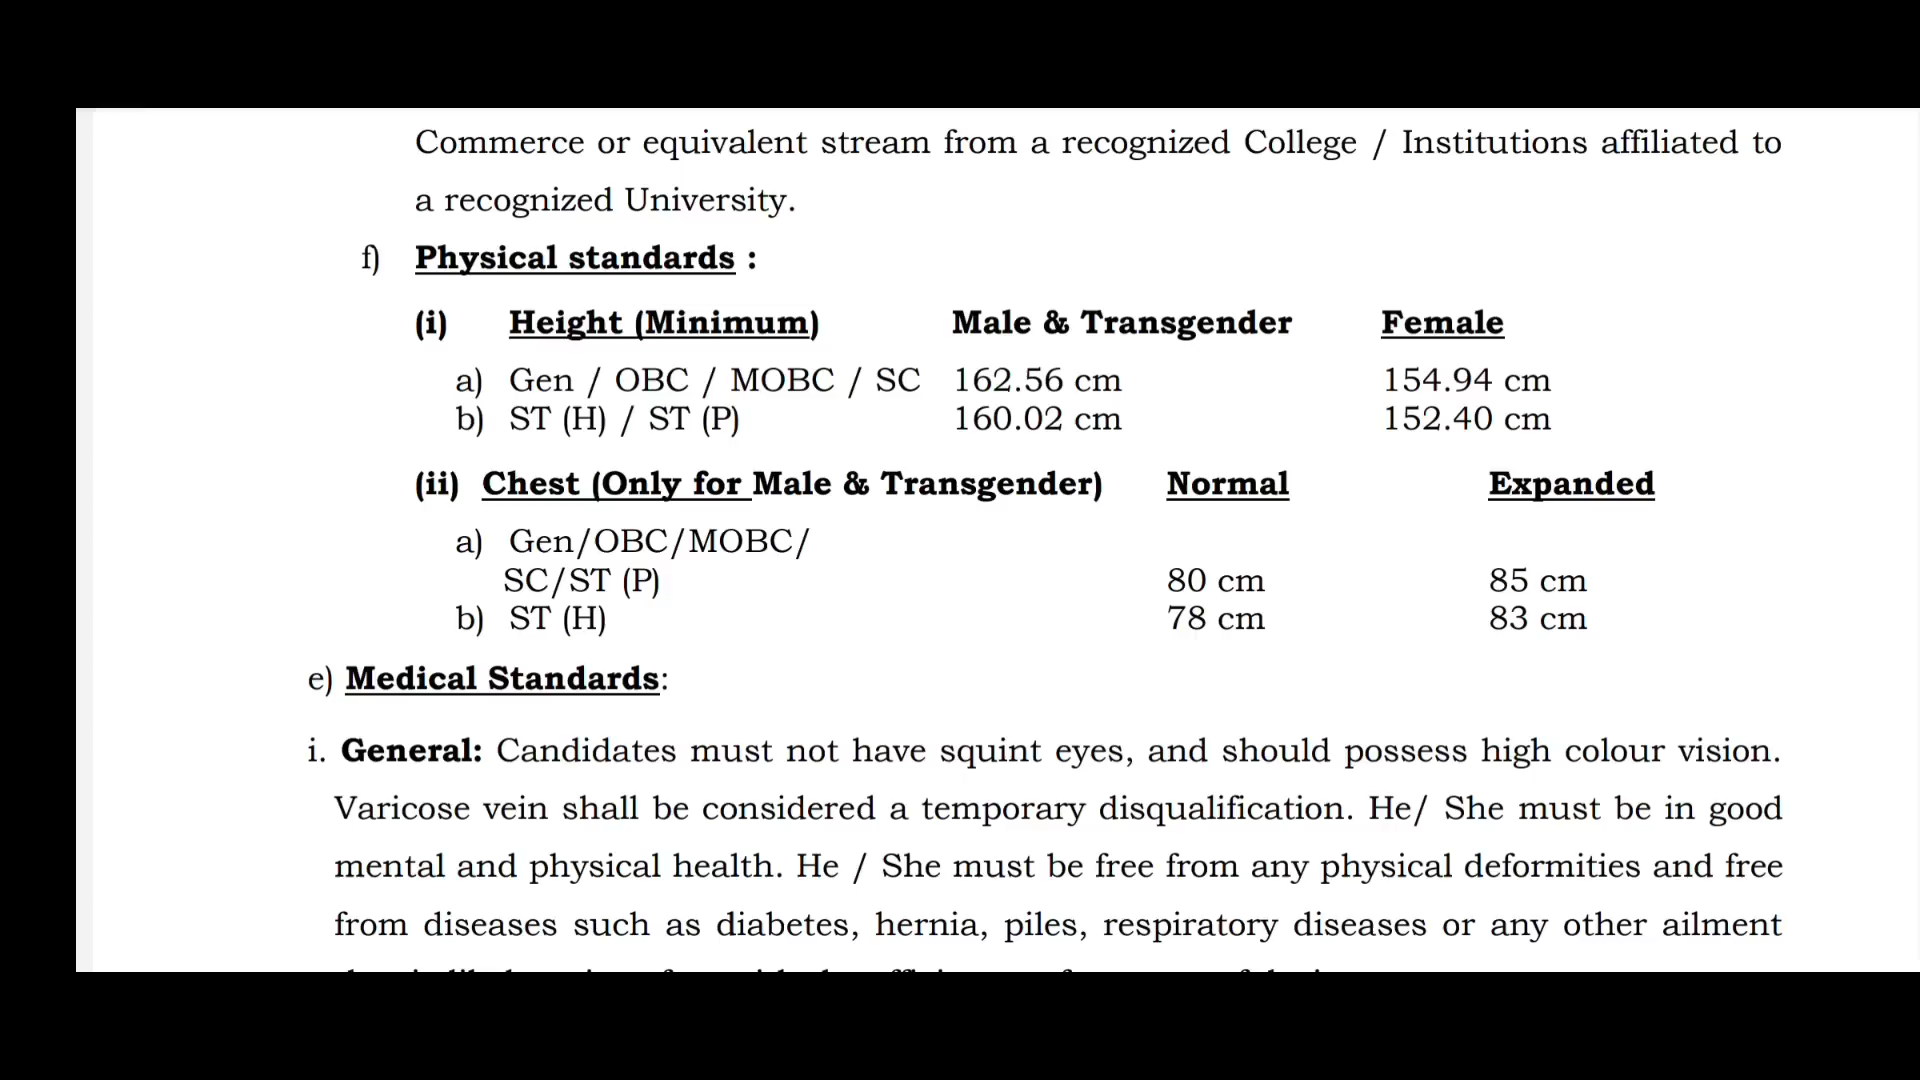 Commerce or equivalent stream from a recognized College / Institutions affiliated to
a recognized University.
f) Physical standards :
(i) Height (Minimum) Male & Transgender Female
a) Gen / OBC / MOBC / SC 162.56 cm 154.94 cm
b) ST (H) / ST (P) 160.02 cm 152.40 cm
(ii) Chest (Only for Male & Transgender) Normal Expanded
a) Gen/OBC/MOBC/
SC/ST (P) 80 cm 85 cm
b) ST (H) 78 cm 83 cm
e) Medical Standards:
i. General: Candidates must not have squint eyes, and should possess high colour vision.
Varicose vein shall be considered a temporary disqualification. He/ She must be in good
mental and physical health. He / She must be free from any physical deformities and free
from diseases such as diabetes, hernia, piles, respiratory diseases or any other ailment